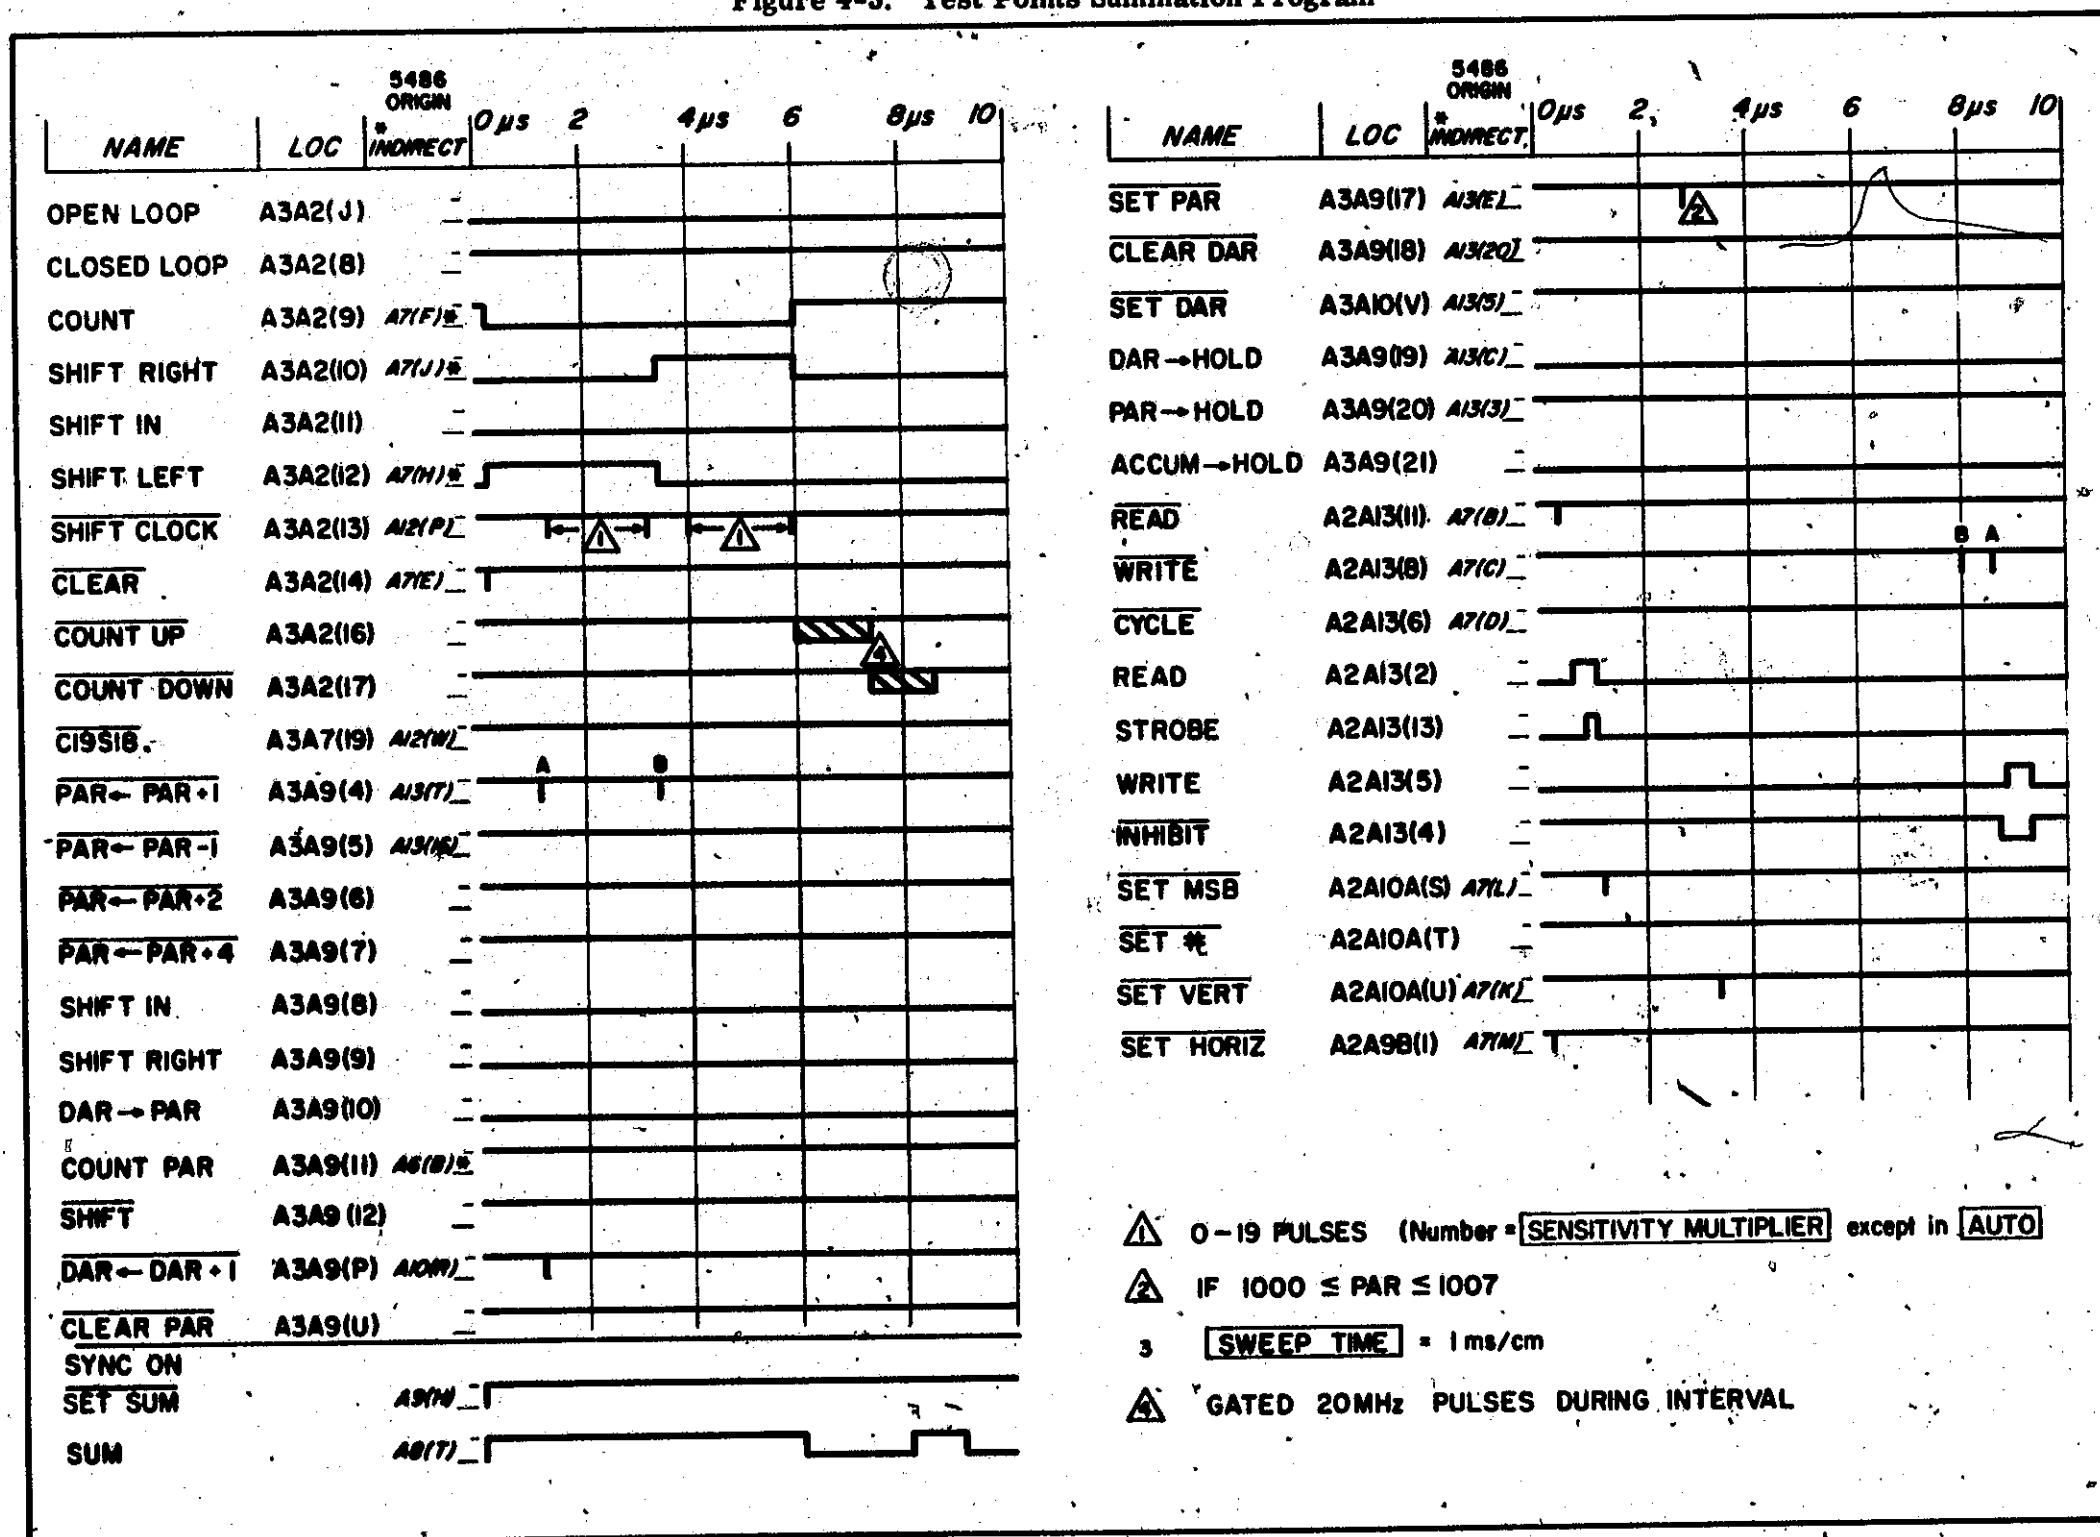 Figure 4-5. Test Points Summation Program
5486
ORIGIN
NAME LOC * INDIRECT 0 μs 2 4 μs 6 8 μs 10
OPEN LOOP A3A2(J)
CLOSED LOOP A3A2(8)
COUNT A3A2(9) A7(F)*
SHIFT RIGHT A3A2(10) A7(J)*
SHIFT IN A3A2(11)
SHIFT LEFT A3A2(12) A7(H)*
SHIFT CLOCK A3A2(13) A12(P) 1 1
CLEAR A3A2(14) A7(E)
COUNT UP A3A2(16)
4
COUNT DOWN A3A2(17)
C19S18 A3A7(19) A12(W)
A B
PAR←PAR+1 A3A9(4) A13(T)
PAR←PAR-1 A3A9(5)
PAR←PAR+2 A3A9(6)
PAR←PAR+4 A3A9(7)
SHIFT IN A3A9(8)
SHIFT RIGHT A3A9(9)
DAR→PAR A3A9(10)
COUNT PAR A3A9(11) A6(B)*
SHIFT A3A9(12)
DAR←DAR+1 A3A9(P)
CLEAR PAR A3A9(U)
SYNC ON
SET SUM A9(H)
SUM A8(T)
5486
ORIGIN
NAME LOC * INDIRECT 0 μs 2 4 μs 6 8 μs 10
SET PAR A3A9(17) A13(E) 2
CLEAR DAR A3A9(18) A13(20)
SET DAR A3A10(V) A13(5)
DAR→HOLD A3A9(19) A13(C)
PAR→HOLD A3A9(20) A13(3)
ACCUM→HOLD A3A9(21)
READ A2A13(11) A7(B)
B A
WRITE A2A13(8) A7(C)
CYCLE A2A13(6) A7(D)
READ A2A13(2)
STROBE A2A13(13)
WRITE A2A13(5)
INHIBIT A2A13(4)
SET MSB A2A10A(S) A7(L)
SET A2A10A(T)
SET VERT A2A10A(U) A7(K)
SET HORIZ A2A9B(1) A7(M)
1 0-19 PULSES (Number = SENSITIVITY MULTIPLIER except in AUTO
2 IF 1000 ≤ PAR ≤ 1007
3 SWEEP TIME = 1 ms/cm
4 GATED 20MHz PULSES DURING INTERVAL